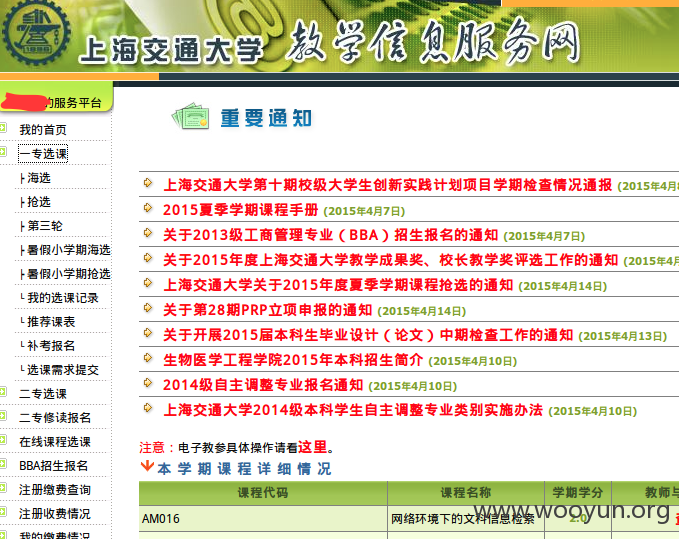 上海交通大学 教学信息服务网
1896
的服务平台
我的首页
一专选课
├ 海选
├ 抢选
├ 第三轮
├ 暑假小学期海选
├ 暑假小学期抢选
└ 我的选课记录
└ 推荐课表
└ 补考报名
└ 选课需求提交
二专选课
二专修读报名
在线课程选课
BBA招生报名
注册缴费查询
注册收费情况
我的缴费情况
重要通知
上海交通大学第十期校级大学生创新实践计划项目学期检查情况通报 (2015年4月
2015夏季学期课程手册 (2015年4月7日)
关于2013级工商管理专业（BBA）招生报名的通知 (2015年4月7日)
关于2015年度上海交通大学教学成果奖、校长教学奖评选工作的通知 (2015年4
上海交通大学关于2015年度夏季学期课程抢选的通知 (2015年4月14日)
关于第28期PRP立项申报的通知 (2015年4月14日)
关于开展2015届本科生毕业设计（论文）中期检查工作的通知 (2015年4月13日)
生物医学工程学院2015年本科招生简介 (2015年4月10日)
2014级自主调整专业报名通知 (2015年4月10日)
上海交通大学2014级本科学生自主调整专业类别实施办法 (2015年4月10日)
注意：电子教参具体操作请看这里。
本学期课程详细情况
课程代码 课程名称 学期学分 教师与
AM016 网络环境下的文科信息检索 2.0
www.wooyun.org